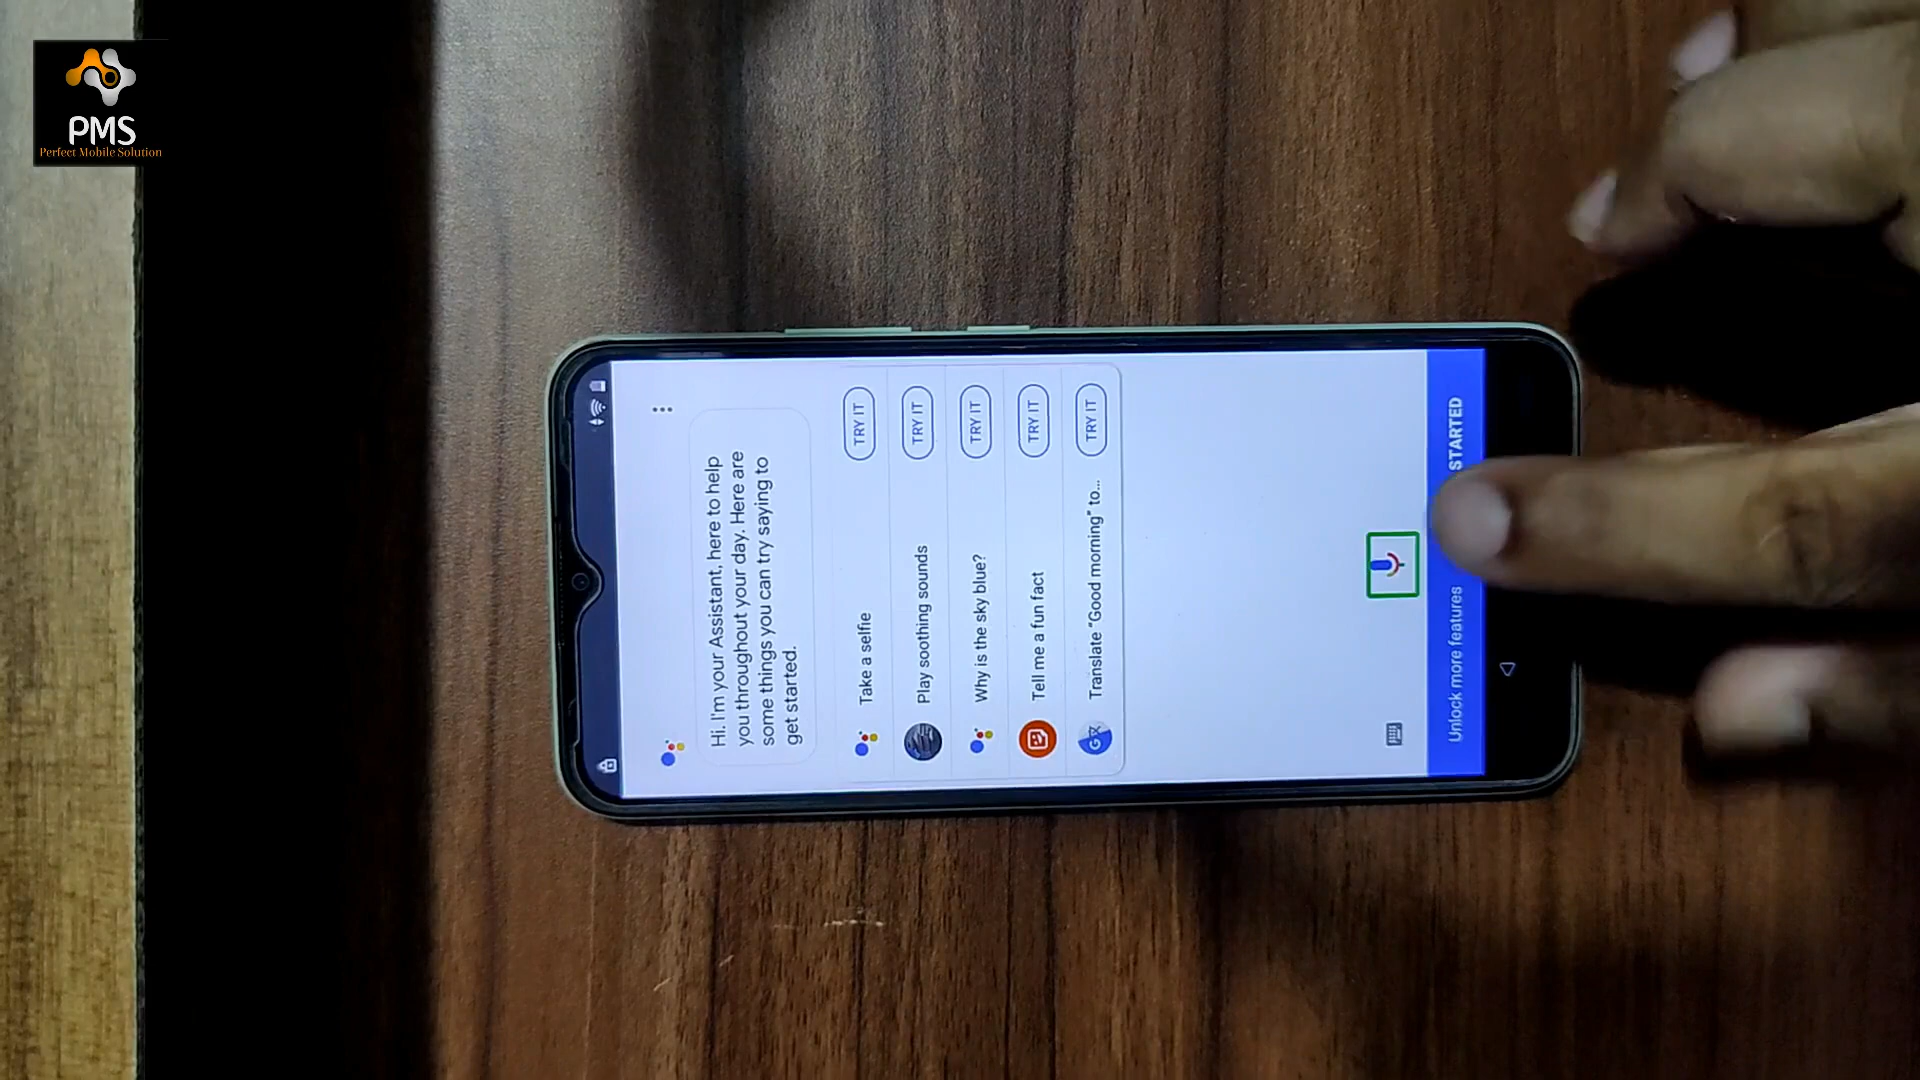 PMS
Perfect Mobile Solution
Hi. I'm your Assistant, here to help
you throughout your day. Here are
some things you can try saying to
get started.
Take a selfie
TRY IT
Play soothing sounds
TRY IT
Why is the sky blue?
TRY IT
Tell me a fun fact
TRY IT
Translate "Good morning" to...
TRY IT
Unlock more features
STARTED